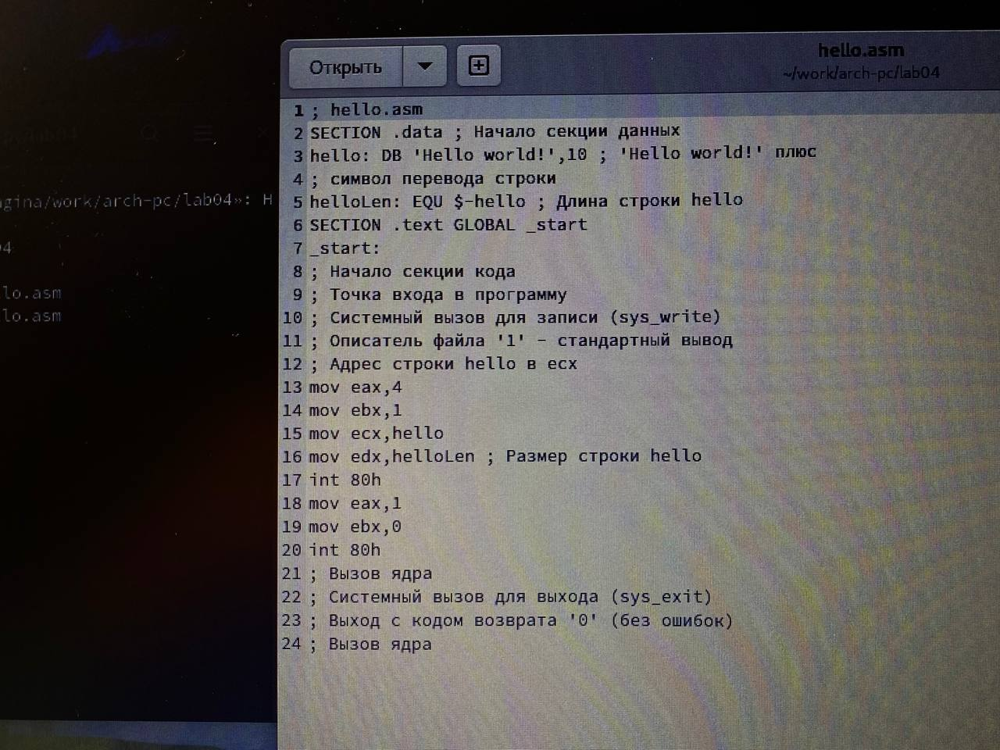 Открыть
hello.asm
~/work/arch-pc/lab04
1 ; hello.asm
2 SECTION .data ; Начало секции данных
3 hello: DB 'Hello world!',10 ; 'Hello world!' плюс
4 ; символ перевода строки
5 helloLen: EQU $-hello ; Длина строки hello
6 SECTION .text GLOBAL _start
7 _start:
8 ; Начало секции кода
9 ; Точка входа в программу
10 ; Системный вызов для записи (sys_write)
11 ; Описатель файла '1' - стандартный вывод
12 ; Адрес строки hello в ecx
13 mov eax,4
14 mov ebx,1
15 mov ecx,hello
16 mov edx,helloLen ; Размер строки hello
17 int 80h
18 mov eax,1
19 mov ebx,0
20 int 80h
21 ; Вызов ядра
22 ; Системный вызов для выхода (sys_exit)
23 ; Выход с кодом возврата '0' (без ошибок)
24 ; Вызов ядра
agina/work/arch-pc/lab04»: Н
04
lo.asm
lo.asm